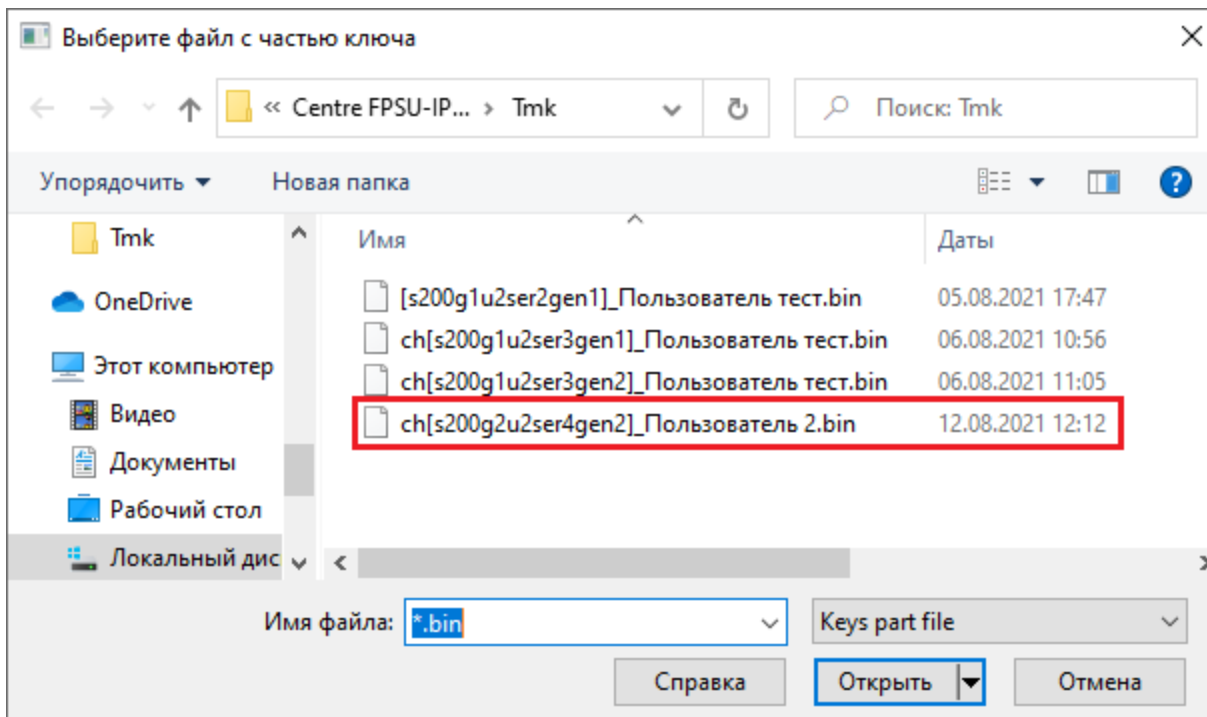 Выберите файл с частью ключа
« Centre FPSU-IP... › Tmk
Поиск: Tmk
Упорядочить
Новая папка
Tmk
OneDrive
Этот компьютер
Видео
Документы
Рабочий стол
Локальный дис
Имя
Даты
[s200g1u2ser2gen1]_Пользователь тест.bin 05.08.2021 17:47
ch[s200g1u2ser3gen1]_Пользователь тест.bin 06.08.2021 10:56
ch[s200g1u2ser3gen2]_Пользователь тест.bin 06.08.2021 11:05
ch[s200g2u2ser4gen2]_Пользователь 2.bin 12.08.2021 12:12
Имя файла: *.bin
Keys part file
Справка
Открыть
Отмена